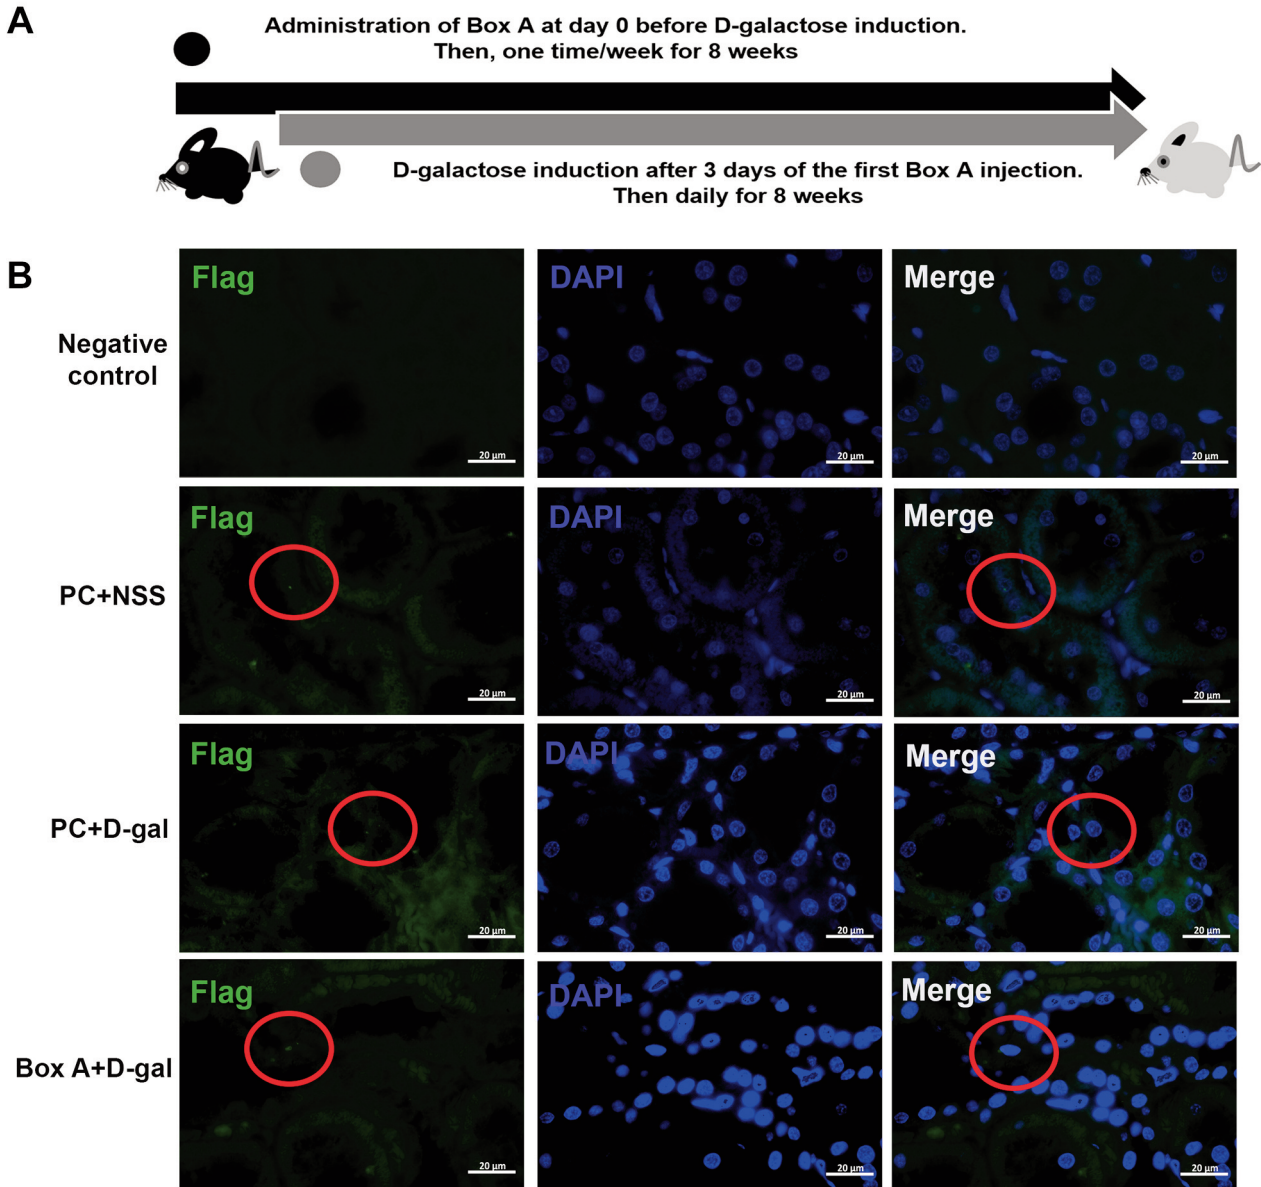 A
Administration of Box A at day 0 before D-galactose induction.
Then, one time/week for 8 weeks
D-galactose induction after 3 days of the first Box A injection.
Then daily for 8 weeks
B
Flag
DAPI
Merge
Negative
control
20 µm
20 µm
20 µm
Flag
DAPI
Merge
PC+NSS
20 µm
20 µm
20 µm
Flag
DAPI
Merge
PC+D-gal
20 µm
20 µm
20 µm
Flag
DAPI
Merge
Box A+D-gal
20 µm
20 µm
20 µm